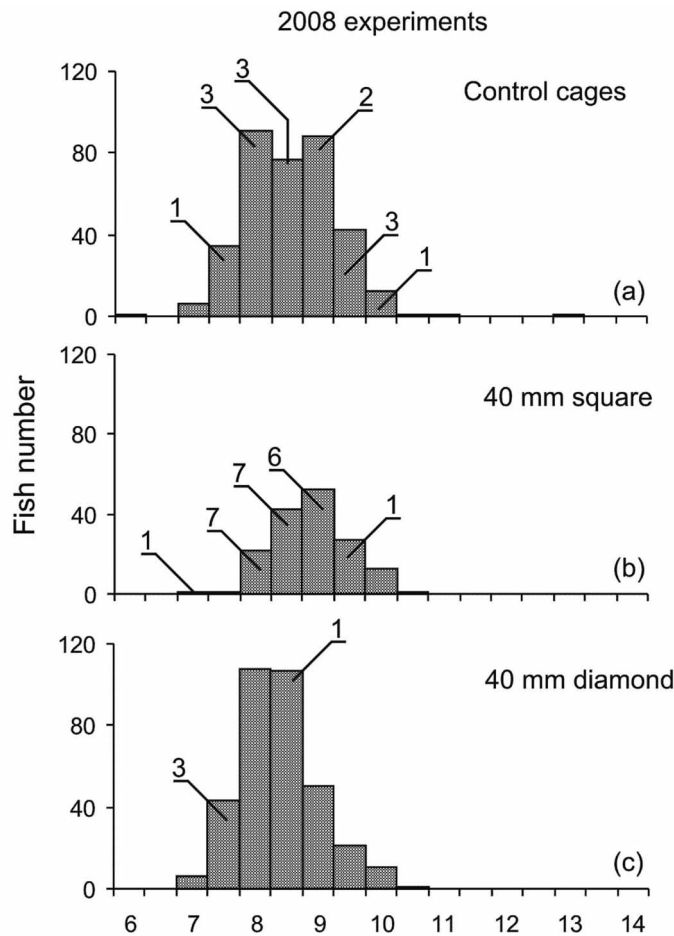 2008 experiments
120
80
40
0
3
3
2
1
3
1
Control cages
(a)
Fish number
120
80
40
0
1
7
7
6
1
40 mm square
(b)
120
80
40
0
3
1
40 mm diamond
(c)
6 7 8 9 10 11 12 13 14